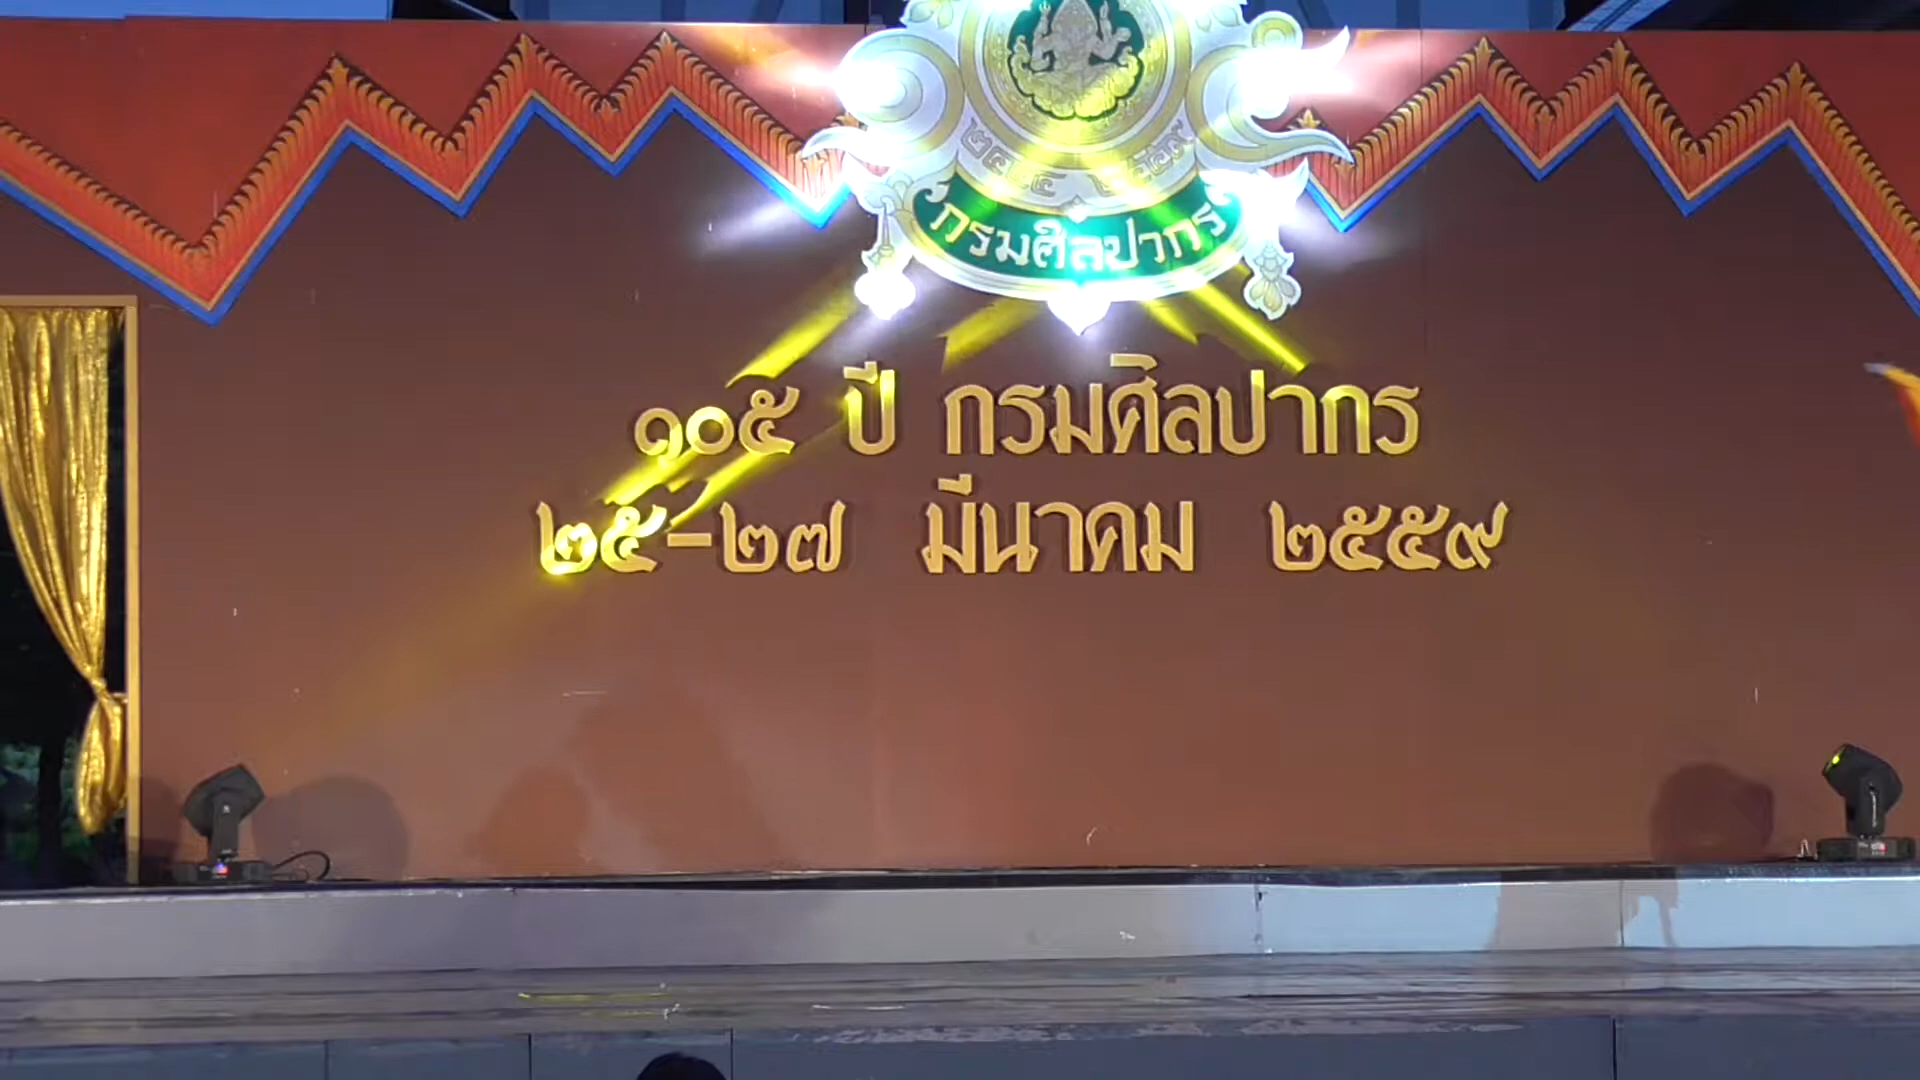 กรมศิลปากร
๑๐๕ ปี กรมศิลปากร
๒๕-๒๗ มีนาคม ๒๕๕๙